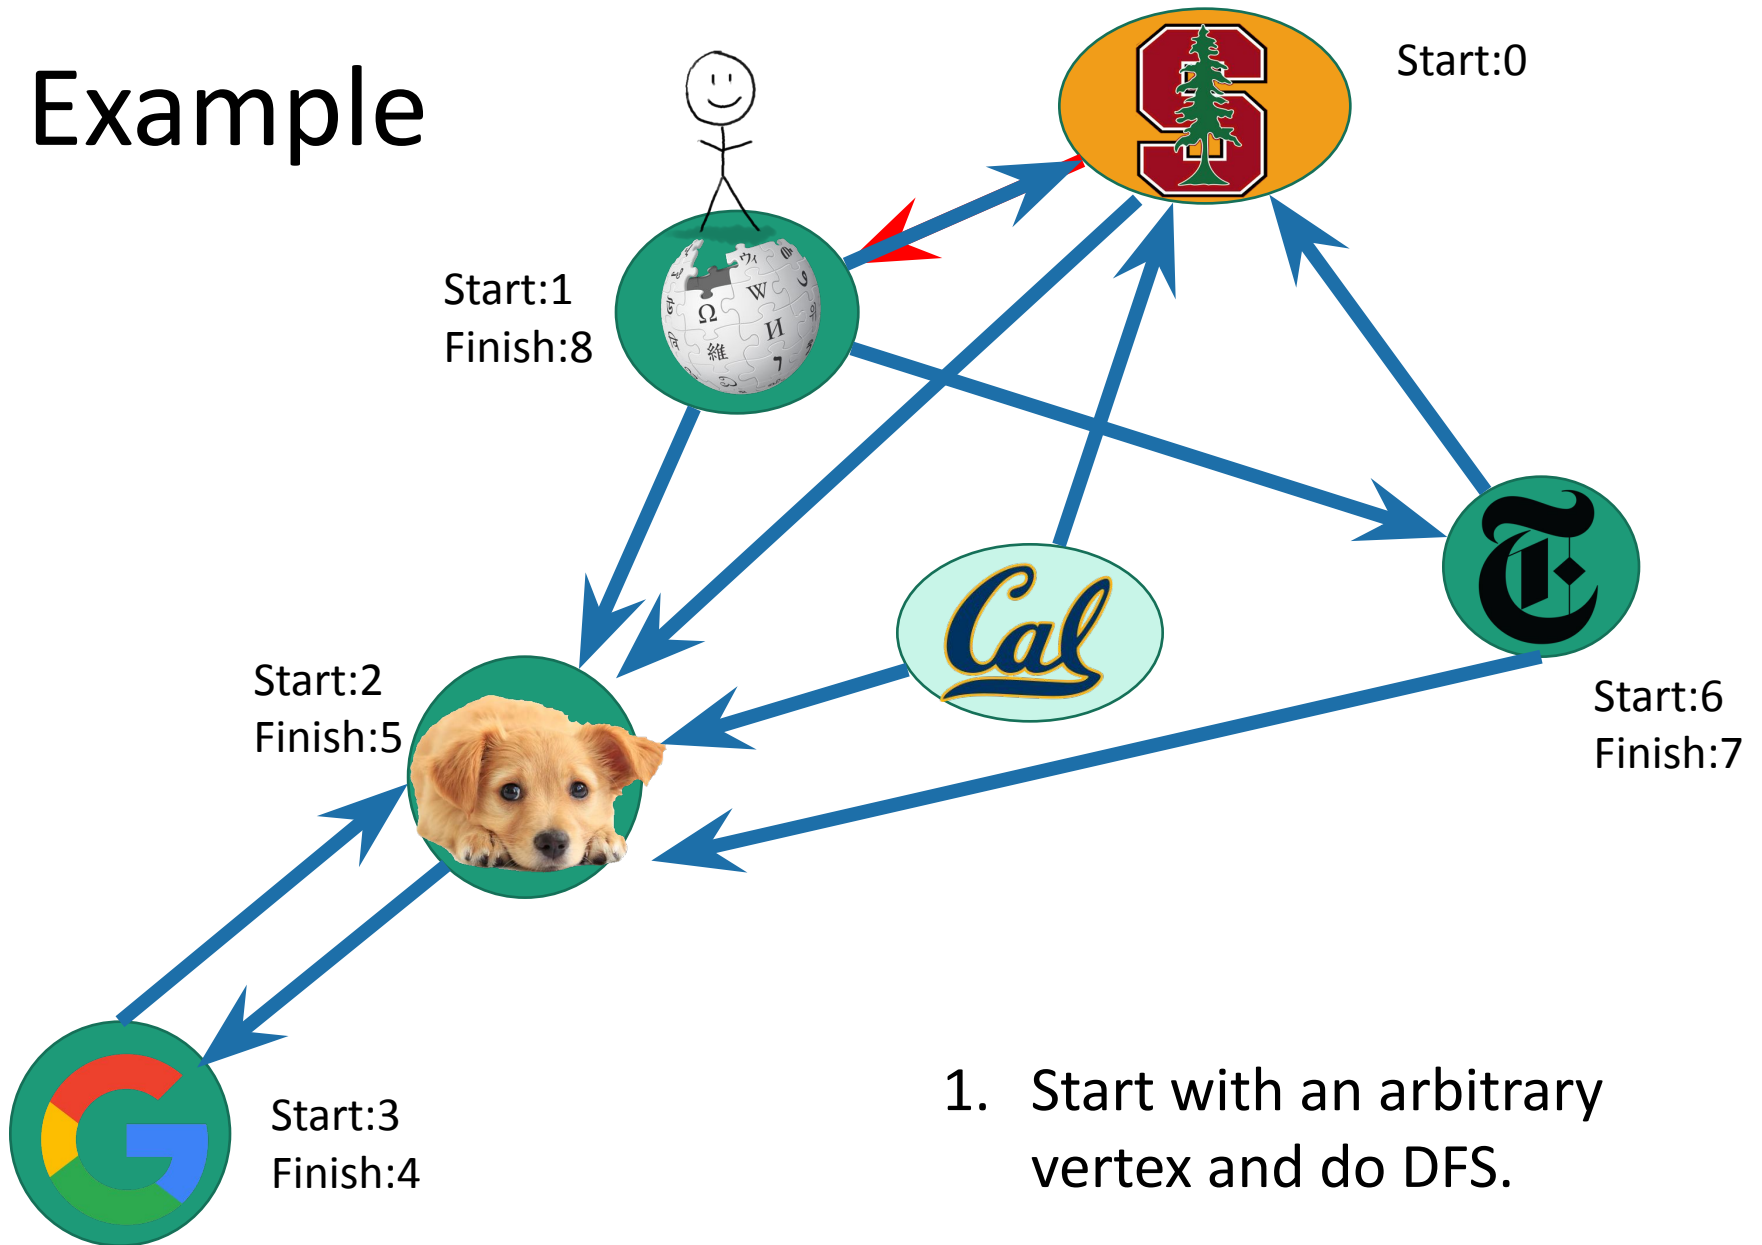 Example
Start:0
Start:1
Finish:8
Ω
W
И
維
Cal
Start:2
Finish:5
Start:6
Finish:7
Start:3
Finish:4
1. Start with an arbitrary
vertex and do DFS.